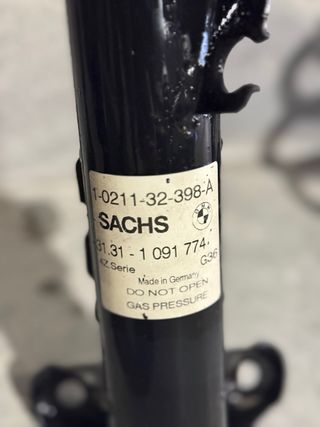 1-0211-32-398-A
SACHS
31.31 - 1 091 774
AZ.Serie G36
Made in Germany
DO NOT OPEN
GAS PRESSURE